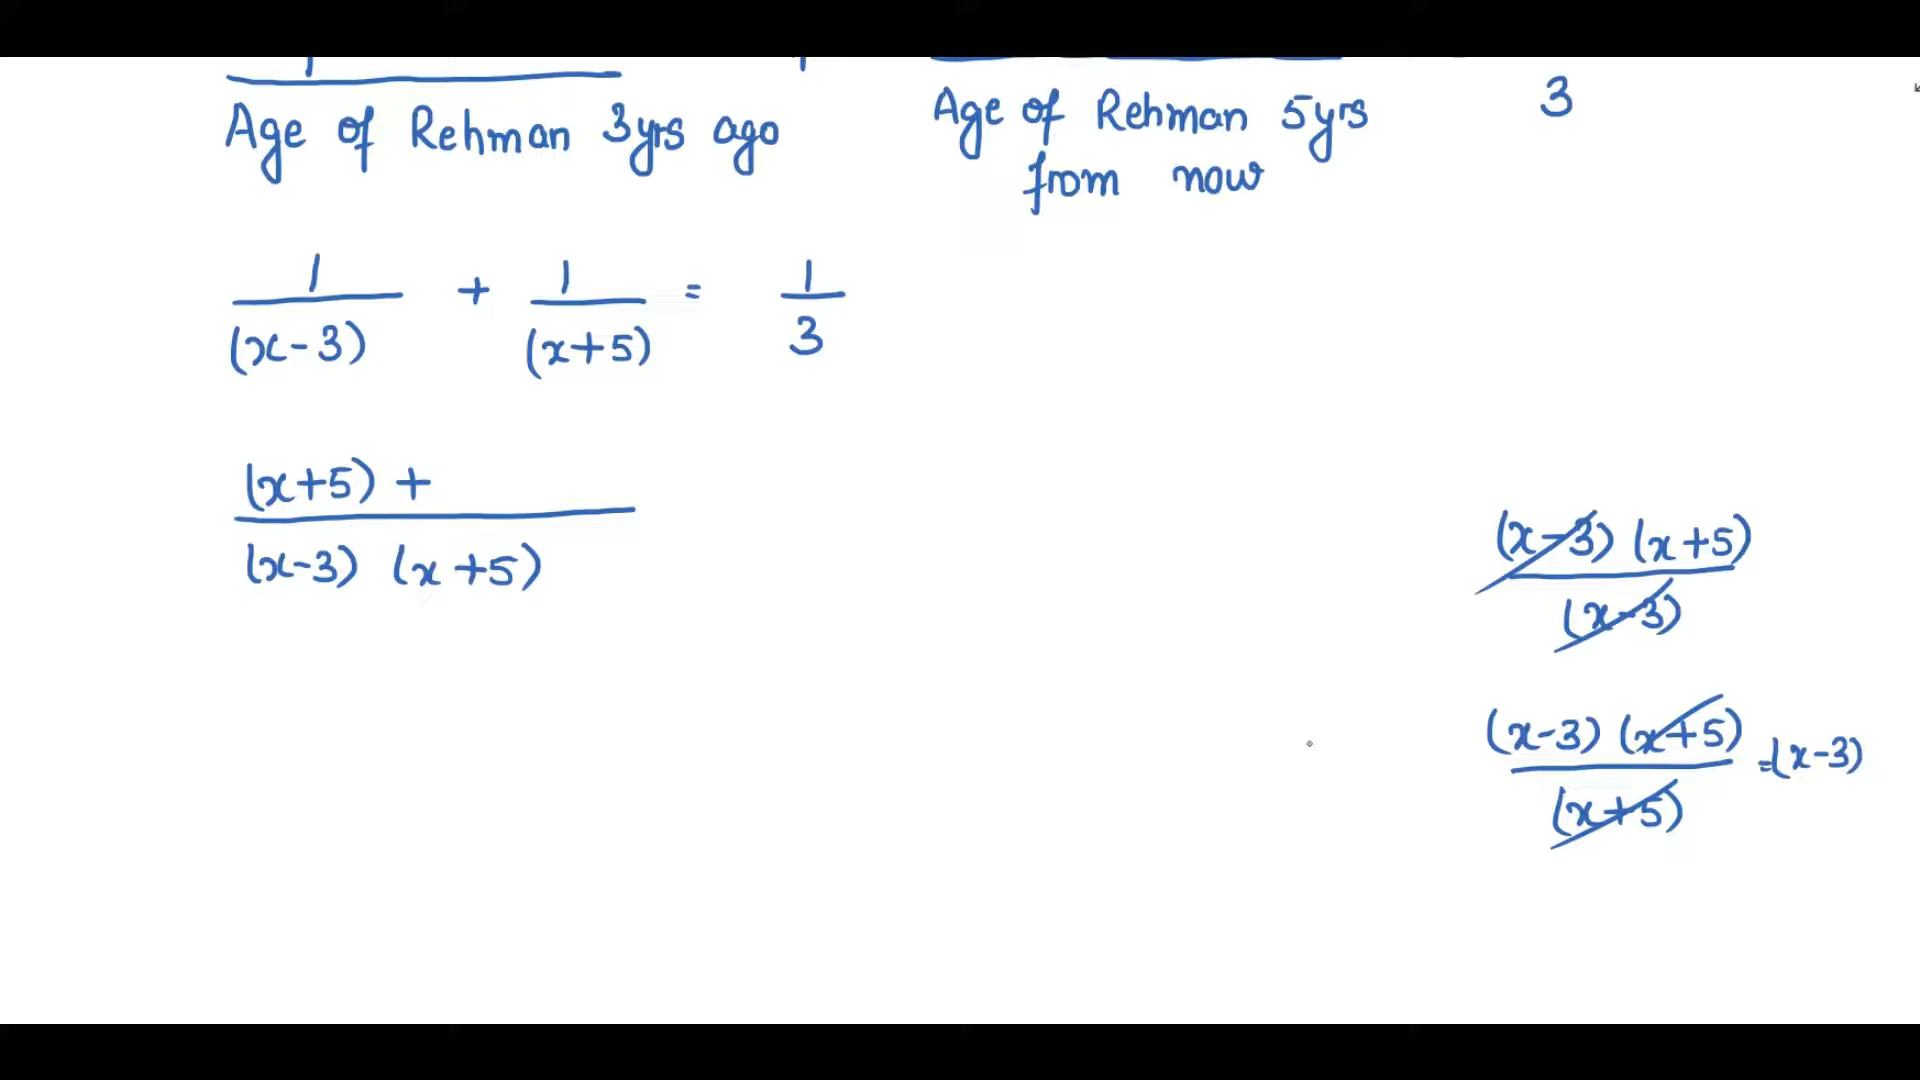 1 +
Age of Rehman 3yrs ago Age of Rehman 5yrs 3
from now
1/(x-3) + 1/(x+5) = 1/3
(x+5) +
(x-3) (x+5)
(x-3) (x+5)
(x-3)
(x-3) (x+5) =(x-3)
(x+5)